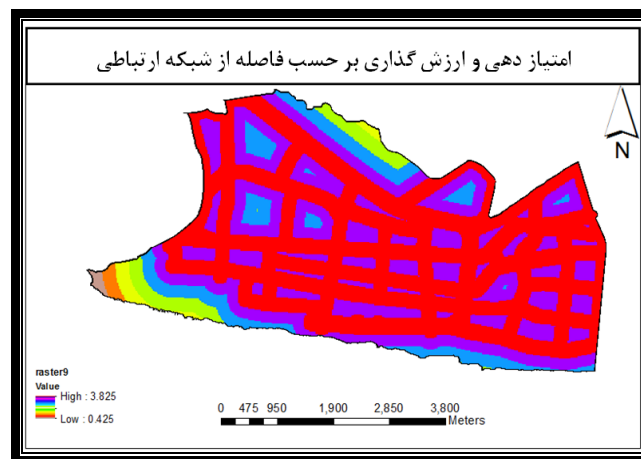 امتیاز دهی و ارزش گذاری بر حسب فاصله از شبکه ارتباطی
N
raster9
Value
High : 3.825
Low : 0.425
0 475 950 1,900 2,850 3,800
Meters